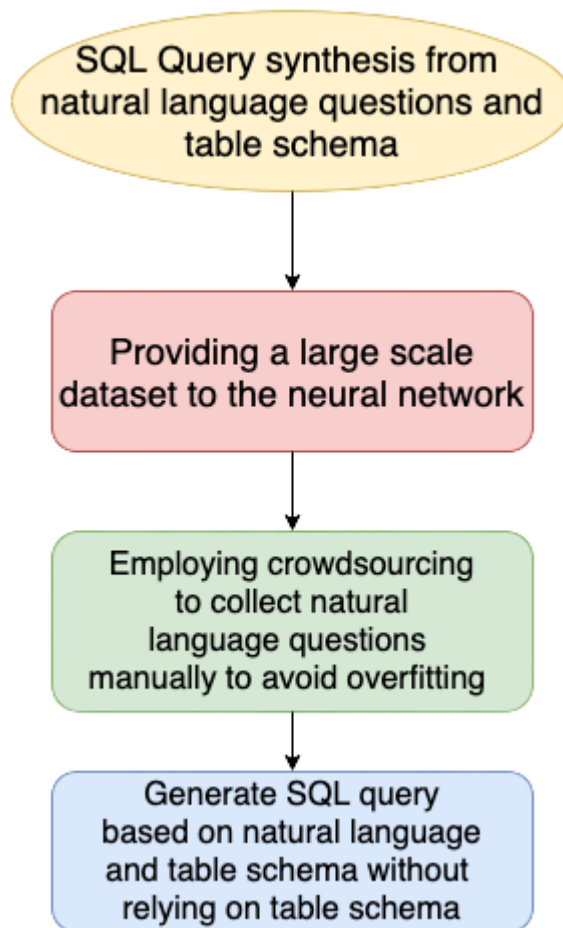 SQL Query synthesis from
natural language questions and
table schema
Providing a large scale
dataset to the neural network
Employing crowdsourcing
to collect natural
language questions
manually to avoid overfitting
Generate SQL query
based on natural language
and table schema without
relying on table schema